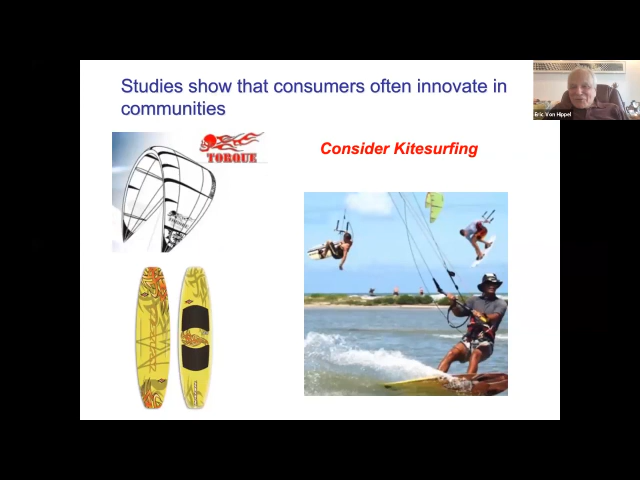 Studies show that consumers often innovate in
communities
Eric Von Hippel
TORQUE
Consider Kitesurfing